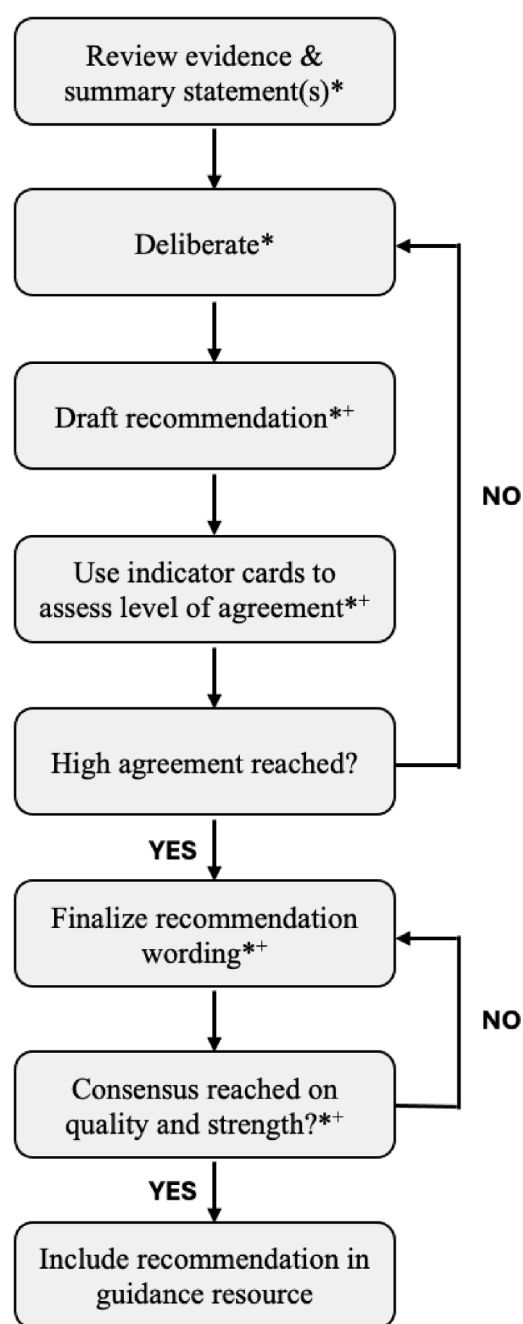 Review evidence &
summary statement(s)*
Deliberate*
Draft recommendation*⁺
NO
Use indicator cards to
assess level of agreement*⁺
High agreement reached?
YES
Finalize recommendation
wording*⁺
NO
Consensus reached on
quality and strength?*⁺
YES
Include recommendation in
guidance resource